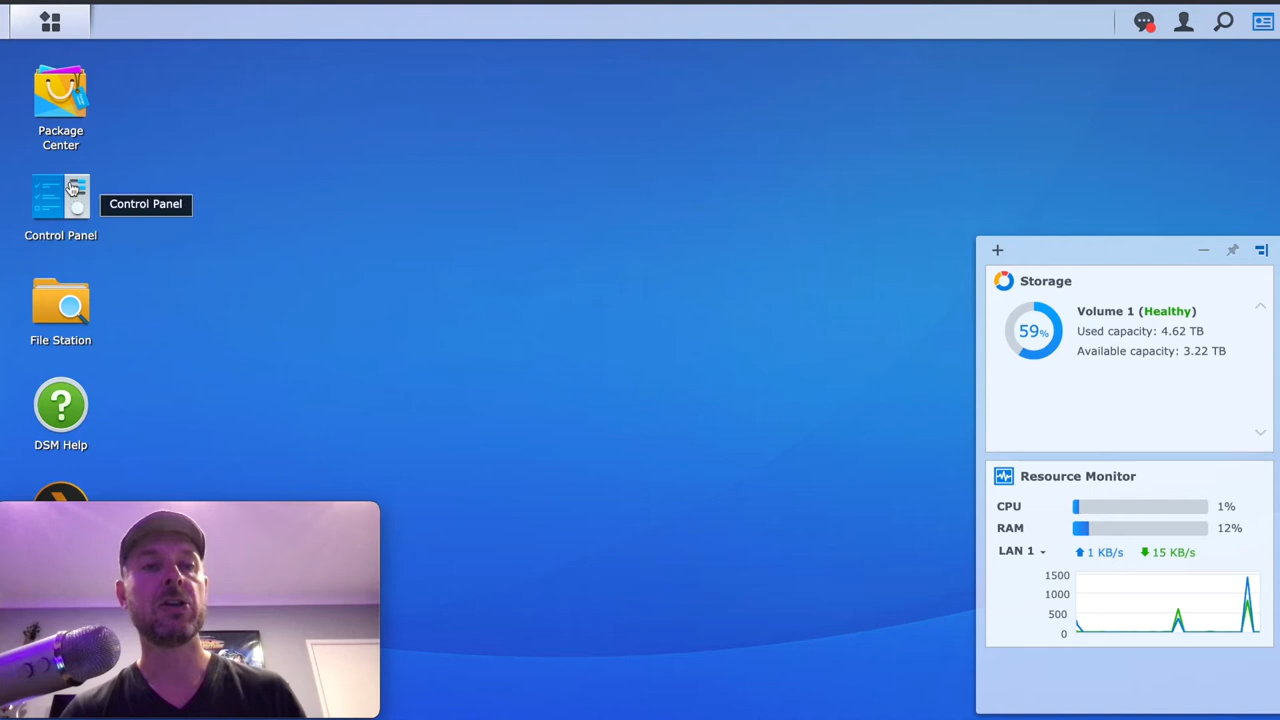 Package
Center
Control Panel
Control Panel
File Station
DSM Help
Storage
59%
Volume 1 (Healthy)
Used capacity: 4.62 TB
Available capacity: 3.22 TB
Resource Monitor
CPU 1%
RAM 12%
LAN 1 1 KB/s 15 KB/s
1500
1000
500
0